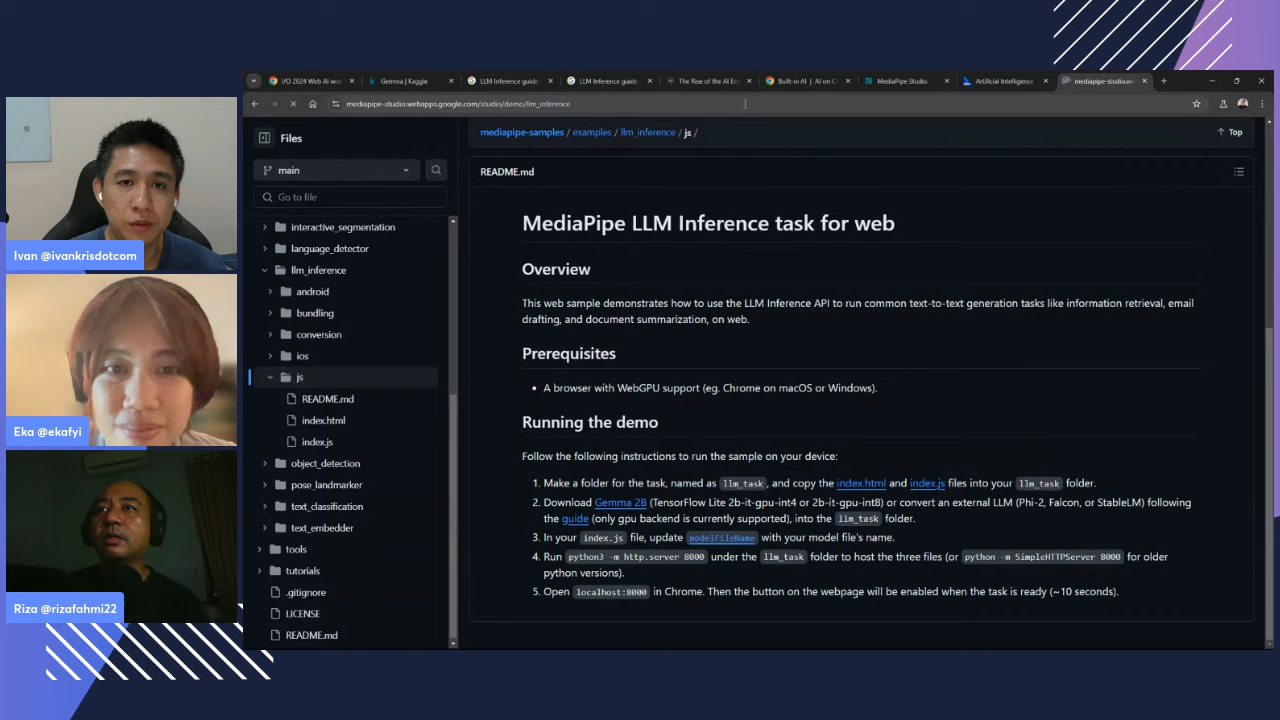 I/O 2024 Web AI wra
Gemma | Kaggle
LLM Inference guide
LLM Inference guide
The Rise of the AI En
Built-in AI | AI on C
MediaPipe Studio
Artificial Intelligence
mediapipe-studio.we
mediapipe-studio.webapps.google.com/studio/demo/llm_inference
Files
main
Go to file
interactive_segmentation
language_detector
llm_inference
android
bundling
conversion
ios
js
README.md
index.html
index.js
object_detection
pose_landmarker
text_classification
text_embedder
tools
tutorials
.gitignore
LICENSE
README.md
mediapipe-samples / examples / llm_inference / js /
Top
README.md
MediaPipe LLM Inference task for web
Overview
This web sample demonstrates how to use the LLM Inference API to run common text-to-text generation tasks like information retrieval, email
drafting, and document summarization, on web.
Prerequisites
• A browser with WebGPU support (eg. Chrome on macOS or Windows).
Running the demo
Follow the following instructions to run the sample on your device:
1. Make a folder for the task, named as llm_task, and copy the index.html and index.js files into your llm_task folder.
2. Download Gemma 2B (TensorFlow Lite 2b-it-gpu-int4 or 2b-it-gpu-int8) or convert an external LLM (Phi-2, Falcon, or StableLM) following
the guide (only gpu backend is currently supported), into the llm_task folder.
3. In your index.js file, update modelFileName with your model file's name.
4. Run python3 -m http.server 8000 under the llm_task folder to host the three files (or python -m SimpleHTTPServer 8000 for older
python versions).
5. Open localhost:8000 in Chrome. Then the button on the webpage will be enabled when the task is ready (~10 seconds).
Ivan @ivankrisdotcom
Eka @ekafyi
Riza @rizafahmi22